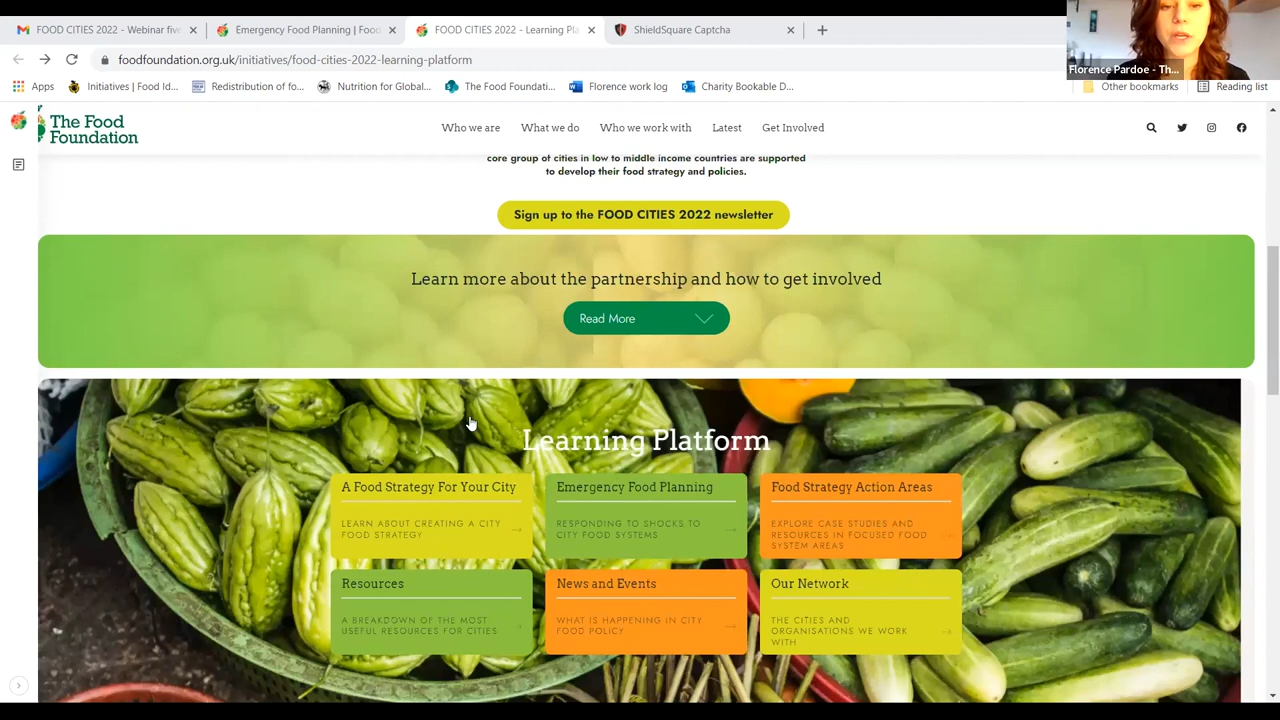 FOOD CITIES 2022 - Webinar five
Emergency Food Planning | Food
FOOD CITIES 2022 - Learning Pla
ShieldSquare Captcha
foodfoundation.org.uk/initiatives/food-cities-2022-learning-platform
Florence Pardoe - Th...
Apps
Initiatives | Food Id...
Redistribution of fo...
Nutrition for Global...
The Food Foundati...
Florence work log
Charity Bookable D...
Other bookmarks
Reading list
The Food
Foundation
Who we are
What we do
Who we work with
Latest
Get Involved
core group of cities in low to middle income countries are supported
to develop their food strategy and policies.
Sign up to the FOOD CITIES 2022 newsletter
Learn more about the partnership and how to get involved
Read More
Learning Platform
A Food Strategy For Your City
LEARN ABOUT CREATING A CITY
FOOD STRATEGY
Emergency Food Planning
RESPONDING TO SHOCKS TO
CITY FOOD SYSTEMS
Food Strategy Action Areas
EXPLORE CASE STUDIES AND
RESOURCES IN FOCUSED FOOD
SYSTEM AREAS
Resources
A BREAKDOWN OF THE MOST
USEFUL RESOURCES FOR CITIES
News and Events
WHAT IS HAPPENING IN CITY
FOOD POLICY
Our Network
THE CITIES AND
ORGANISATIONS WE WORK
WITH